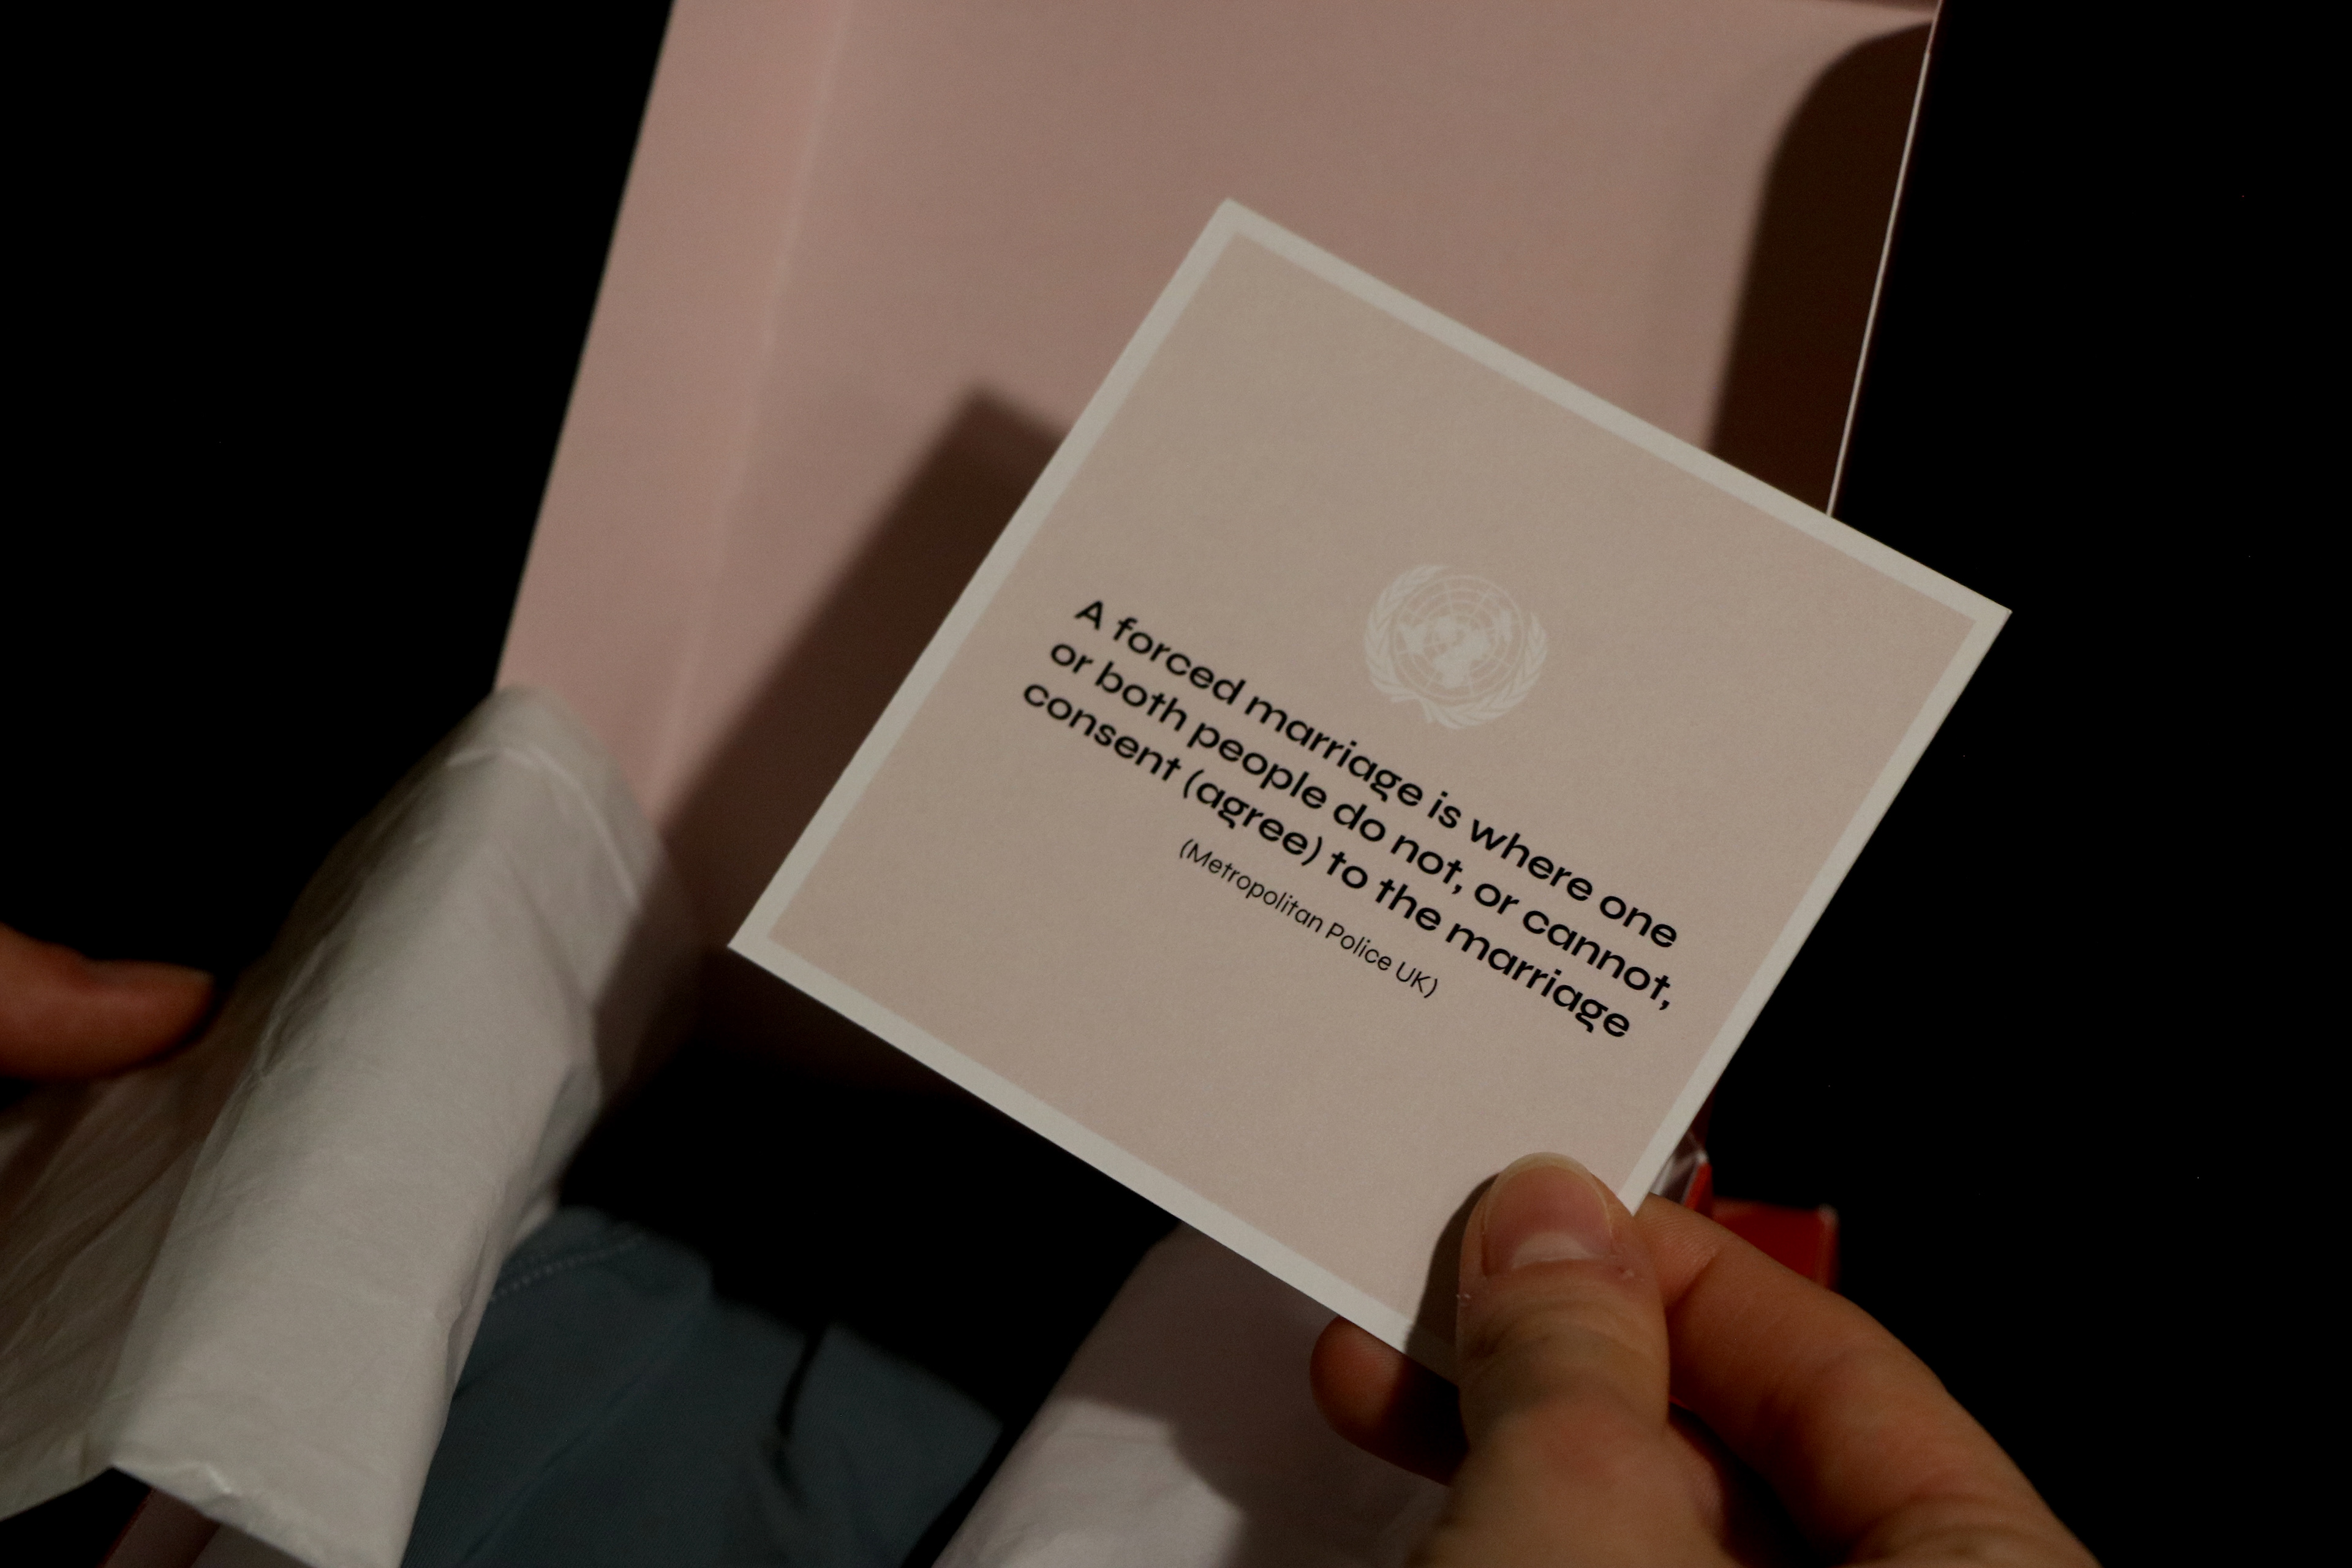 A forced marriage is where one
or both people do not, or cannot,
consent (agree) to the marriage
(Metropolitan Police UK)